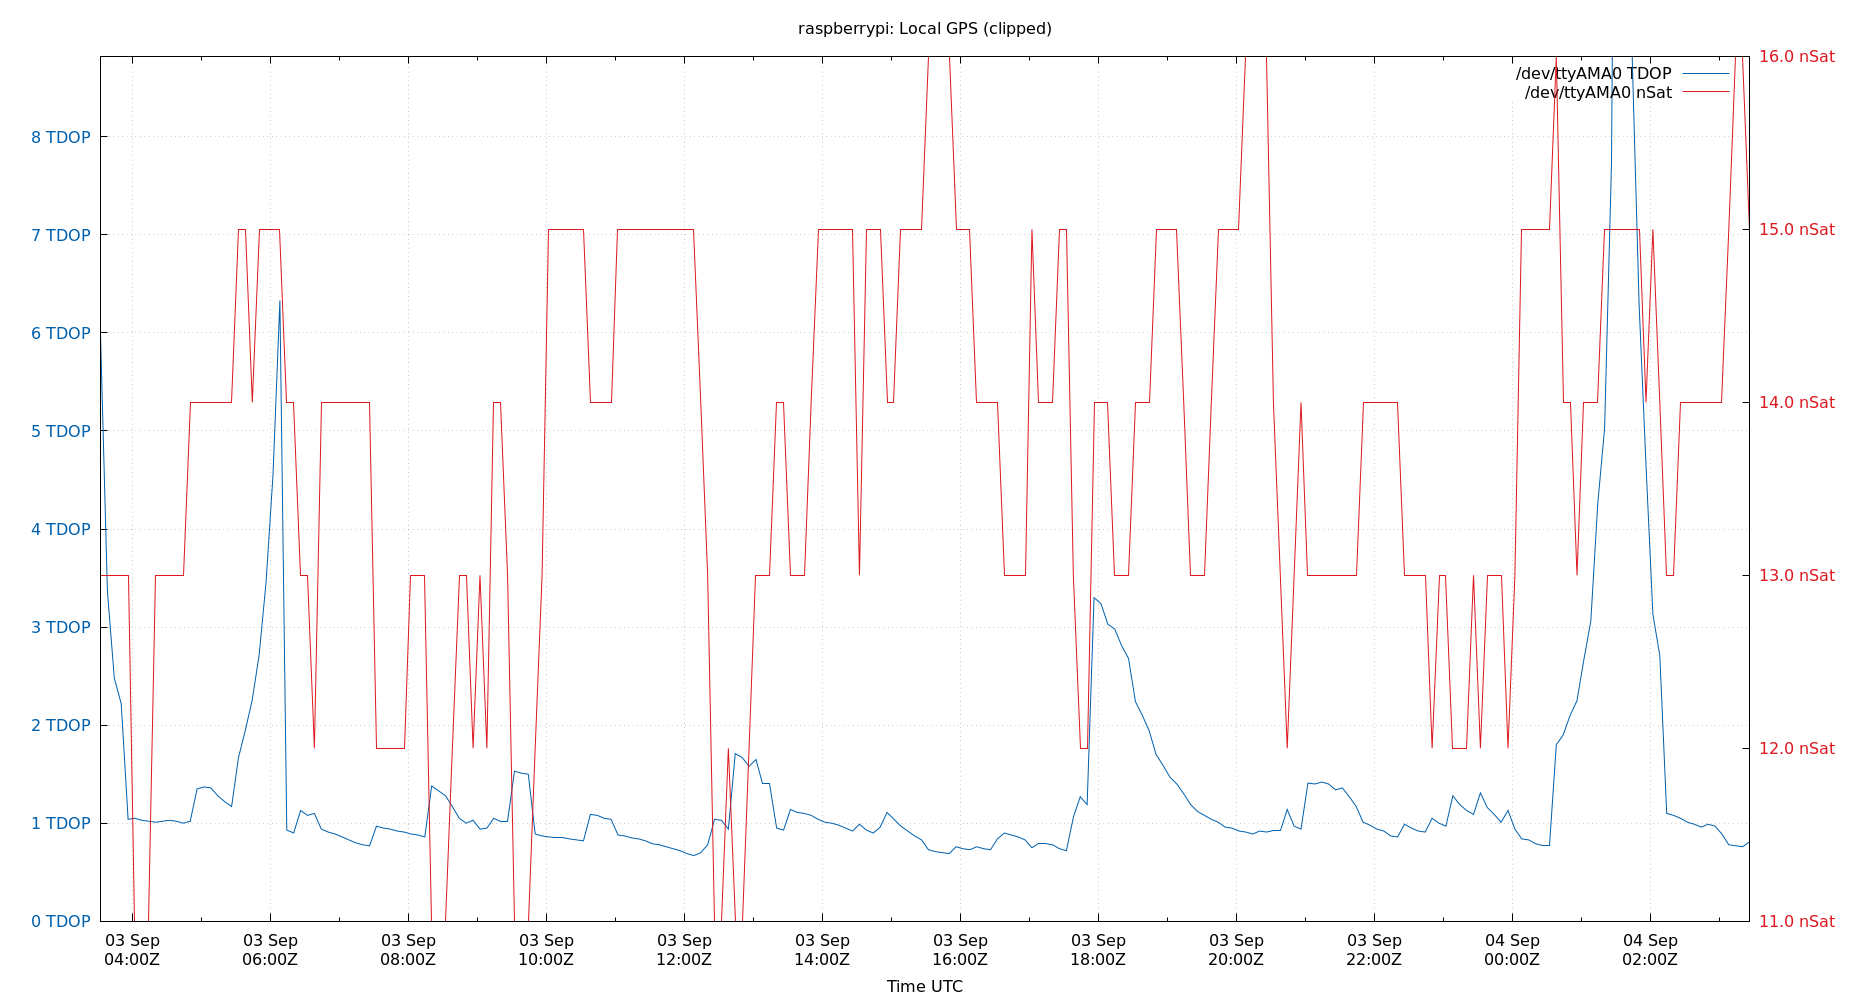 raspberrypi: Local GPS (clipped)
16.0 nSat
/dev/ttyAMA0 TDOP
/dev/ttyAMA0 nSat
8 TDOP
7 TDOP
15.0 nSat
6 TDOP
14.0 nSat
5 TDOP
4 TDOP
13.0 nSat
3 TDOP
2 TDOP
12.0 nSat
1 TDOP
0 TDOP
11.0 nSat
03 Sep 03 Sep 03 Sep 03 Sep 03 Sep 03 Sep 03 Sep 03 Sep 03 Sep 03 Sep 04 Sep 04 Sep
04:00Z 06:00Z 08:00Z 10:00Z 12:00Z 14:00Z 16:00Z 18:00Z 20:00Z 22:00Z 00:00Z 02:00Z
Time UTC